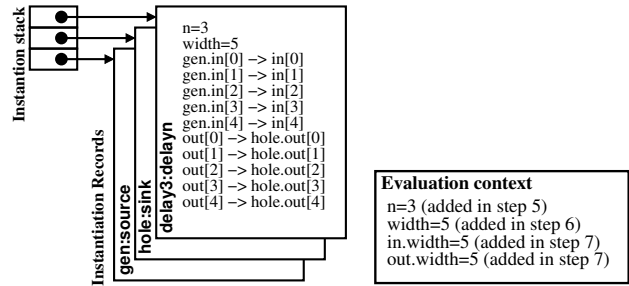 Instantion stack
Instantiation Records
gen:source
hole:sink
delay3:delayn
n=3
width=5
gen.in[0] −> in[0]
gen.in[1] −> in[1]
gen.in[2] −> in[2]
gen.in[3] −> in[3]
gen.in[4] −> in[4]
out[0] −> hole.out[0]
out[1] −> hole.out[1]
out[2] −> hole.out[2]
out[3] −> hole.out[3]
out[4] −> hole.out[4]
Evaluation context
n=3 (added in step 5)
width=5 (added in step 6)
in.width=5 (added in step 7)
out.width=5 (added in step 7)